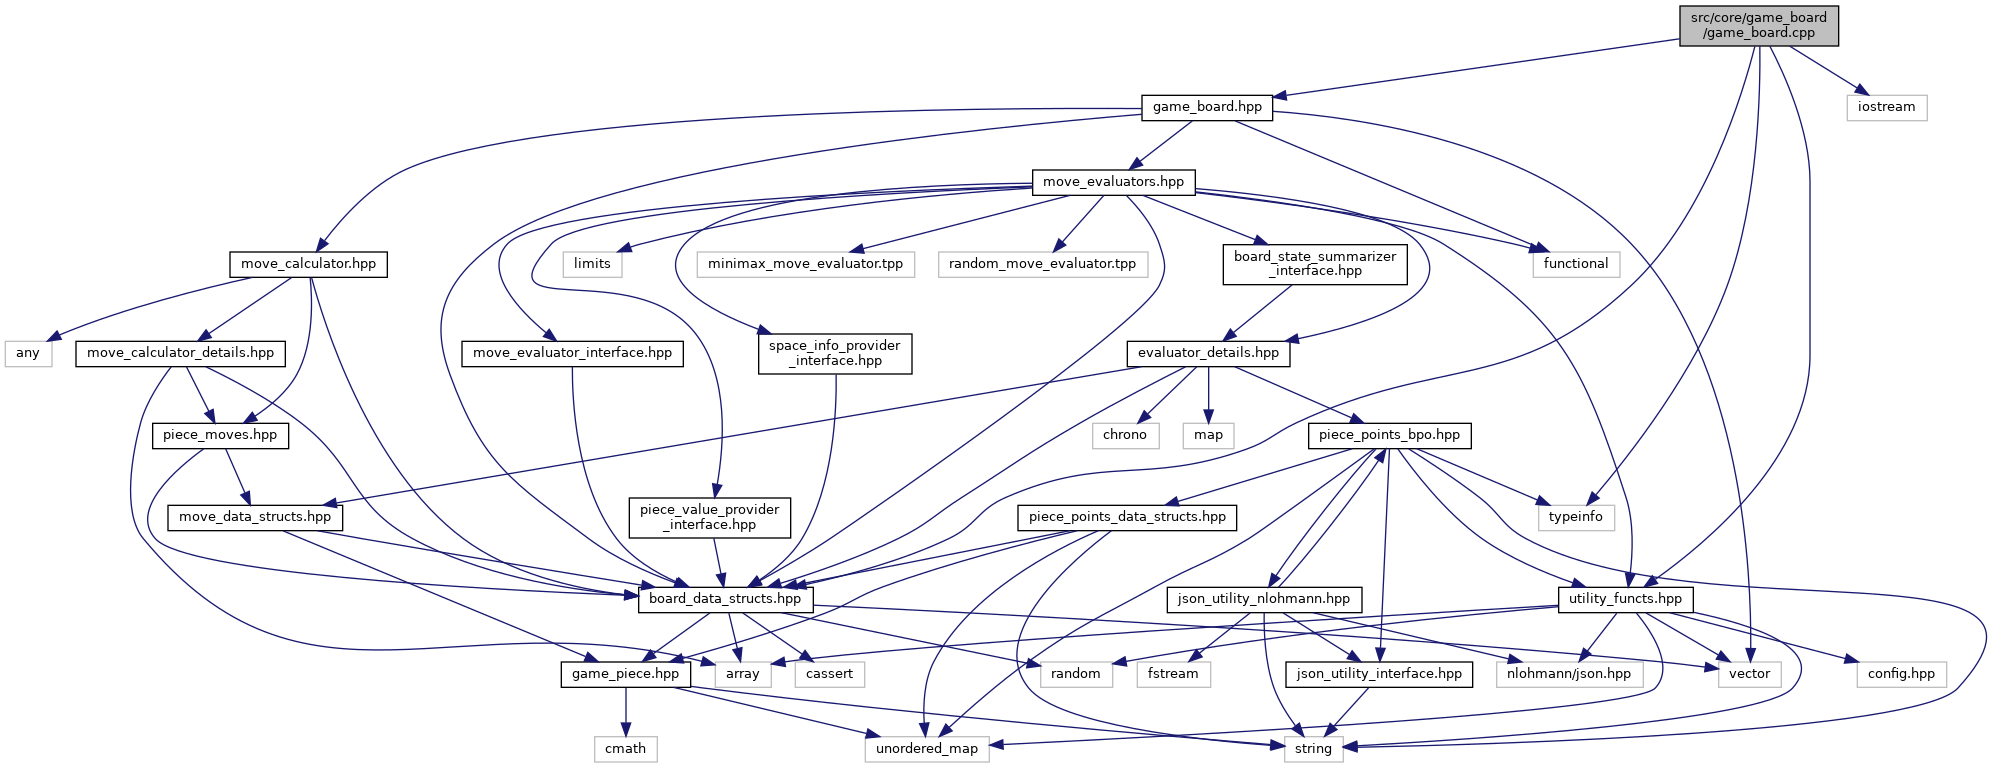 src/core/game_board
/game_board.cpp
game_board.hpp
iostream
move_evaluators.hpp
move_calculator.hpp
limits
minimax_move_evaluator.tpp
random_move_evaluator.tpp
board_state_summarizer
_interface.hpp
functional
any
move_calculator_details.hpp
move_evaluator_interface.hpp
space_info_provider
_interface.hpp
evaluator_details.hpp
piece_moves.hpp
chrono
map
piece_points_bpo.hpp
move_data_structs.hpp
piece_value_provider
_interface.hpp
piece_points_data_structs.hpp
typeinfo
board_data_structs.hpp
json_utility_nlohmann.hpp
utility_functs.hpp
game_piece.hpp
array
cassert
random
fstream
json_utility_interface.hpp
nlohmann/json.hpp
vector
config.hpp
cmath
unordered_map
string